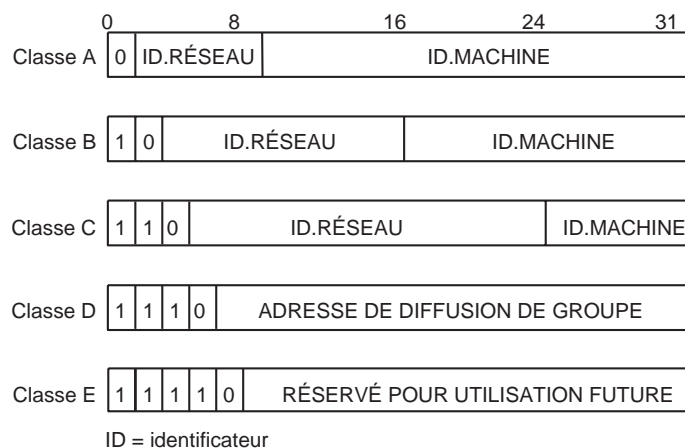 0 8 16 24 31
Classe A 0 ID.RÉSEAU ID.MACHINE
Classe B 1 0 ID.RÉSEAU ID.MACHINE
Classe C 1 1 0 ID.RÉSEAU ID.MACHINE
Classe D 1 1 1 0 ADRESSE DE DIFFUSION DE GROUPE
Classe E 1 1 1 1 0 RÉSERVÉ POUR UTILISATION FUTURE
ID = identificateur